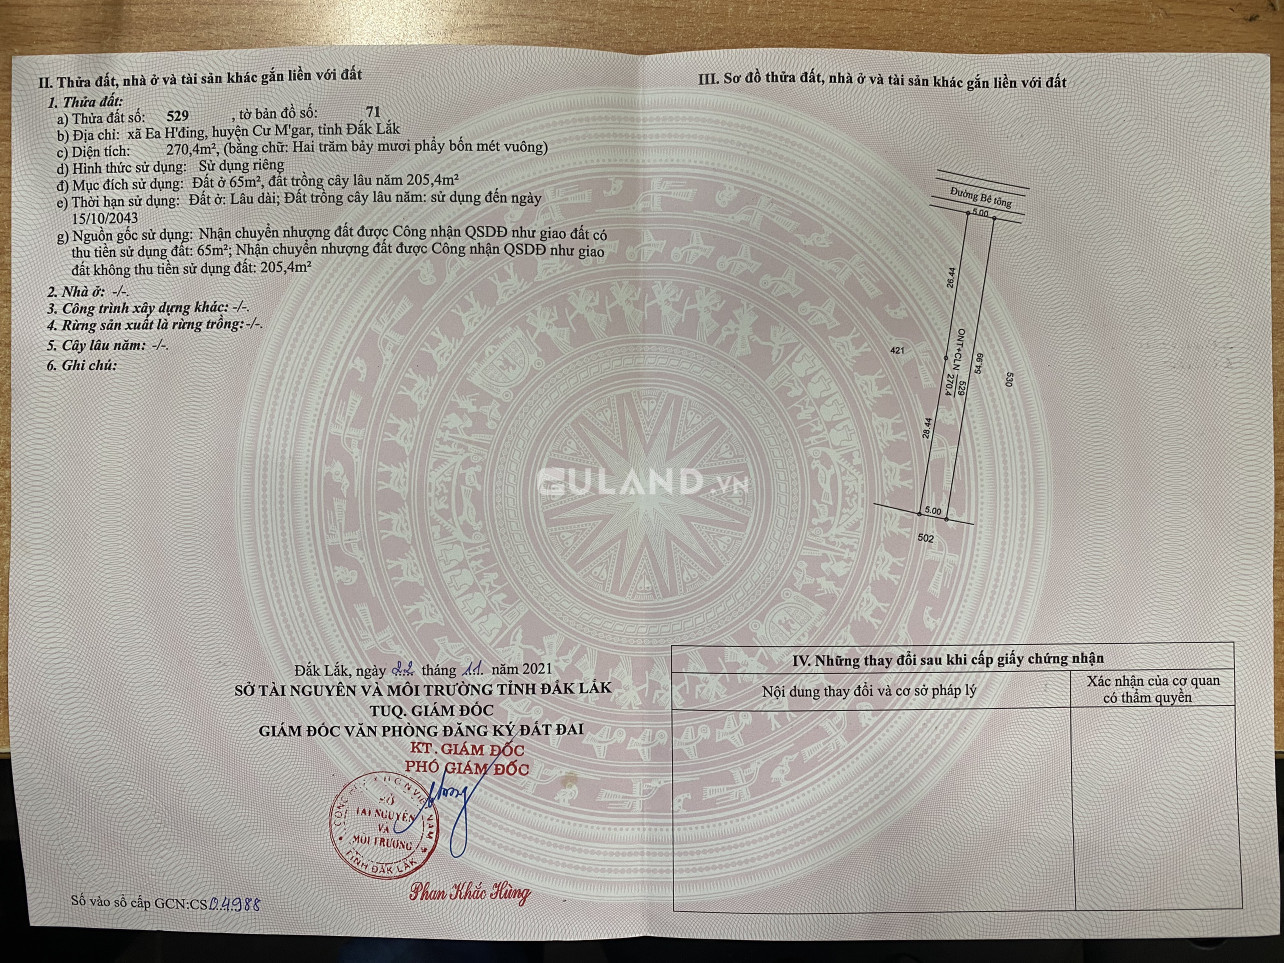 II. Thửa đất, nhà ở và tài sản khác gắn liền với đất
1. Thửa đất:
a) Thửa đất số: 529 , tờ bản đồ số: 71
b) Địa chỉ: xã Ea H'đing, huyện Cư M'gar, tỉnh Đắk Lắk
c) Diện tích: 270,4m², (bằng chữ: Hai trăm bảy mươi phẩy bốn mét vuông)
d) Hình thức sử dụng: Sử dụng riêng
đ) Mục đích sử dụng: Đất ở 65m², đất trồng cây lâu năm 205,4m²
e) Thời hạn sử dụng: Đất ở: Lâu dài; Đất trồng cây lâu năm: sử dụng đến ngày
15/10/2043
g) Nguồn gốc sử dụng: Nhận chuyển nhượng đất được Công nhận QSDĐ như giao đất có
thu tiền sử dụng đất: 65m²; Nhận chuyển nhượng đất được Công nhận QSDĐ như giao
đất không thu tiền sử dụng đất: 205,4m²
2. Nhà ở: -/-.
3. Công trình xây dựng khác: -/-.
4. Rừng sản xuất là rừng trồng: -/-.
5. Cây lâu năm: -/-.
6. Ghi chú:
Đắk Lắk, ngày 22 tháng 11 năm 2021
SỞ TÀI NGUYÊN VÀ MÔI TRƯỜNG TỈNH ĐẮK LẮK
TUQ. GIÁM ĐỐC
GIÁM ĐỐC VĂN PHÒNG ĐĂNG KÝ ĐẤT ĐAI
KT. GIÁM ĐỐC
PHÓ GIÁM ĐỐC
SỞ
TÀI NGUYÊN
VÀ
MÔI TRƯỜNG
TỈNH ĐẮK LẮK
Phan Khắc Hùng
Số vào sổ cấp GCN:CS04988
III. Sơ đồ thửa đất, nhà ở và tài sản khác gắn liền với đất
Đường Bê tông
5.00
26.44
421
ONT+CLN 529
270.4
54.66
530
28.44
5.00
502
GULAND.VN
IV. Những thay đổi sau khi cấp giấy chứng nhận
Nội dung thay đổi và cơ sở pháp lý
Xác nhận của cơ quan
có thẩm quyền